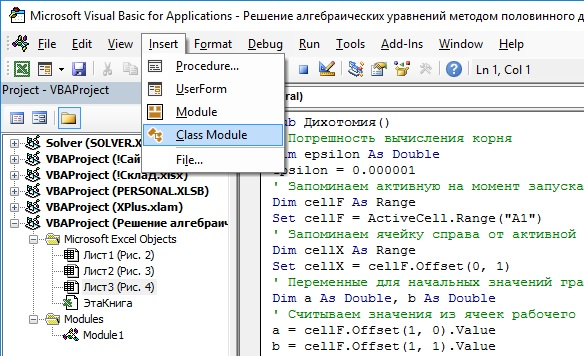 Microsoft Visual Basic for Applications - Решение алгебраических уравнений методом половинного д
File Edit View Insert Format Debug Run Tools Add-Ins Window
Ln 1, Col 1
Procedure...
UserForm
Module
Class Module
File...
Project - VBAProject
Solver (SOLVER.X
VBAProject (!Сай
VBAProject (!Склад.xlsx)
VBAProject (PERSONAL.XLSB)
VBAProject (XPlus.xlam)
VBAProject (Решение алгебраи
Microsoft Excel Objects
Лист1 (Рис. 2)
Лист2 (Рис. 3)
Лист3 (Рис. 4)
ЭтаКнига
Modules
Module1
ral)
ub Дихотомия()
Погрешность вычисления корня
im epsilon As Double
epsilon = 0.000001
' Запоминаем активную на момент запуска
Dim cellF As Range
Set cellF = ActiveCell.Range("A1")
' Запоминаем ячейку справа от активной
Dim cellX As Range
Set cellX = cellF.Offset(0, 1)
' Переменные для начальных значений гра
Dim a As Double, b As Double
' Считываем значения из ячеек рабочего
a = cellF.Offset(1, 0).Value
b = cellF.Offset(1, 1).Value